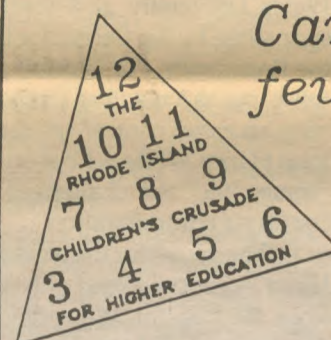 12
THE
10 11
RHODE ISLAND
7 8 9
CHILDREN'S CRUSADE
3 4 5 6
FOR HIGHER EDUCATION